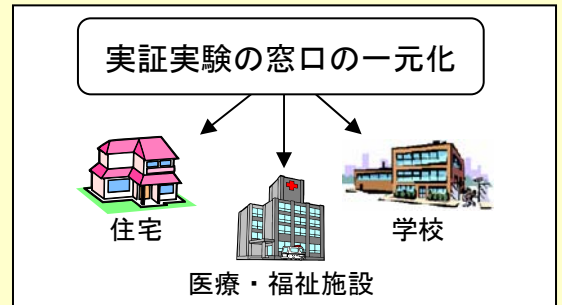 実証実験の窓口の一元化
住宅
学校
医療・福祉施設